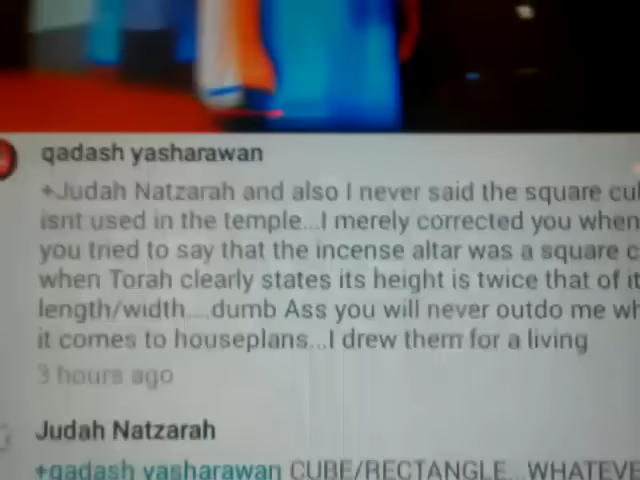 qadash yasharawan
+Judah Natzarah and also I never said the square
isnt used in the temple...I merely corrected you when
you tried to say that the incense altar was a square
when Torah clearly states its height is twice that of
length/width....dumb Ass you will never outdo me
it comes to houseplans...I drew them for a living
3 hours ago
Judah Natzarah
+qadash yasharawan CUBE/RECTANGLE...